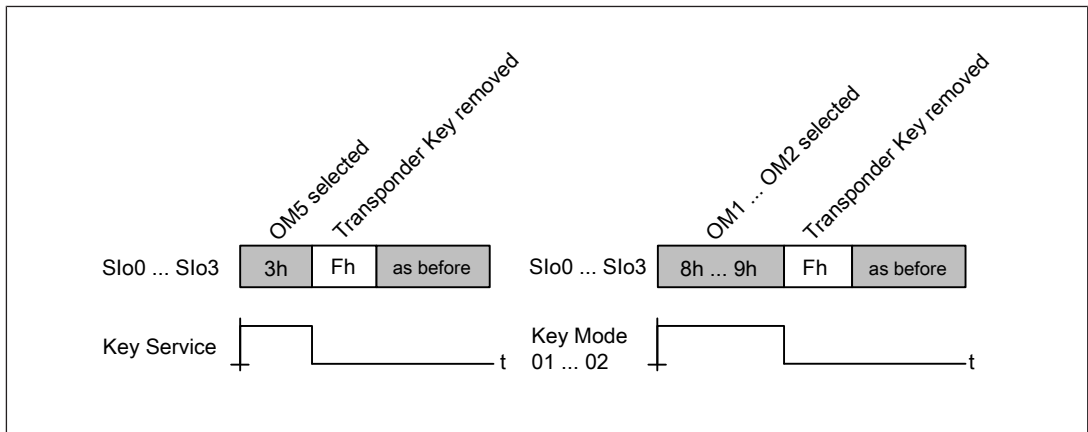 OM5 selected
Transponder Key removed
SIo0 ... SIo3
3h
Fh
as before
Key Service
t
OM1 ... OM2 selected
Transponder Key removed
SIo0 ... SIo3
8h ... 9h
Fh
as before
Key Mode
01 ... 02
t